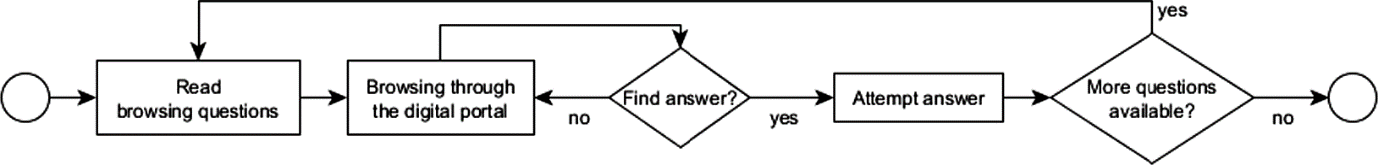 yes
Read
browsing questions
Browsing through
the digital portal
Find answer?
no
yes
Attempt answer
More questions
available?
no